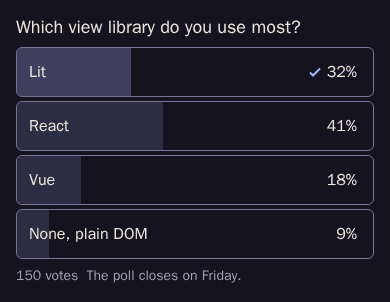 Which view library do you use most?
Lit 32%
React 41%
Vue 18%
None, plain DOM 9%
150 votes The poll closes on Friday.